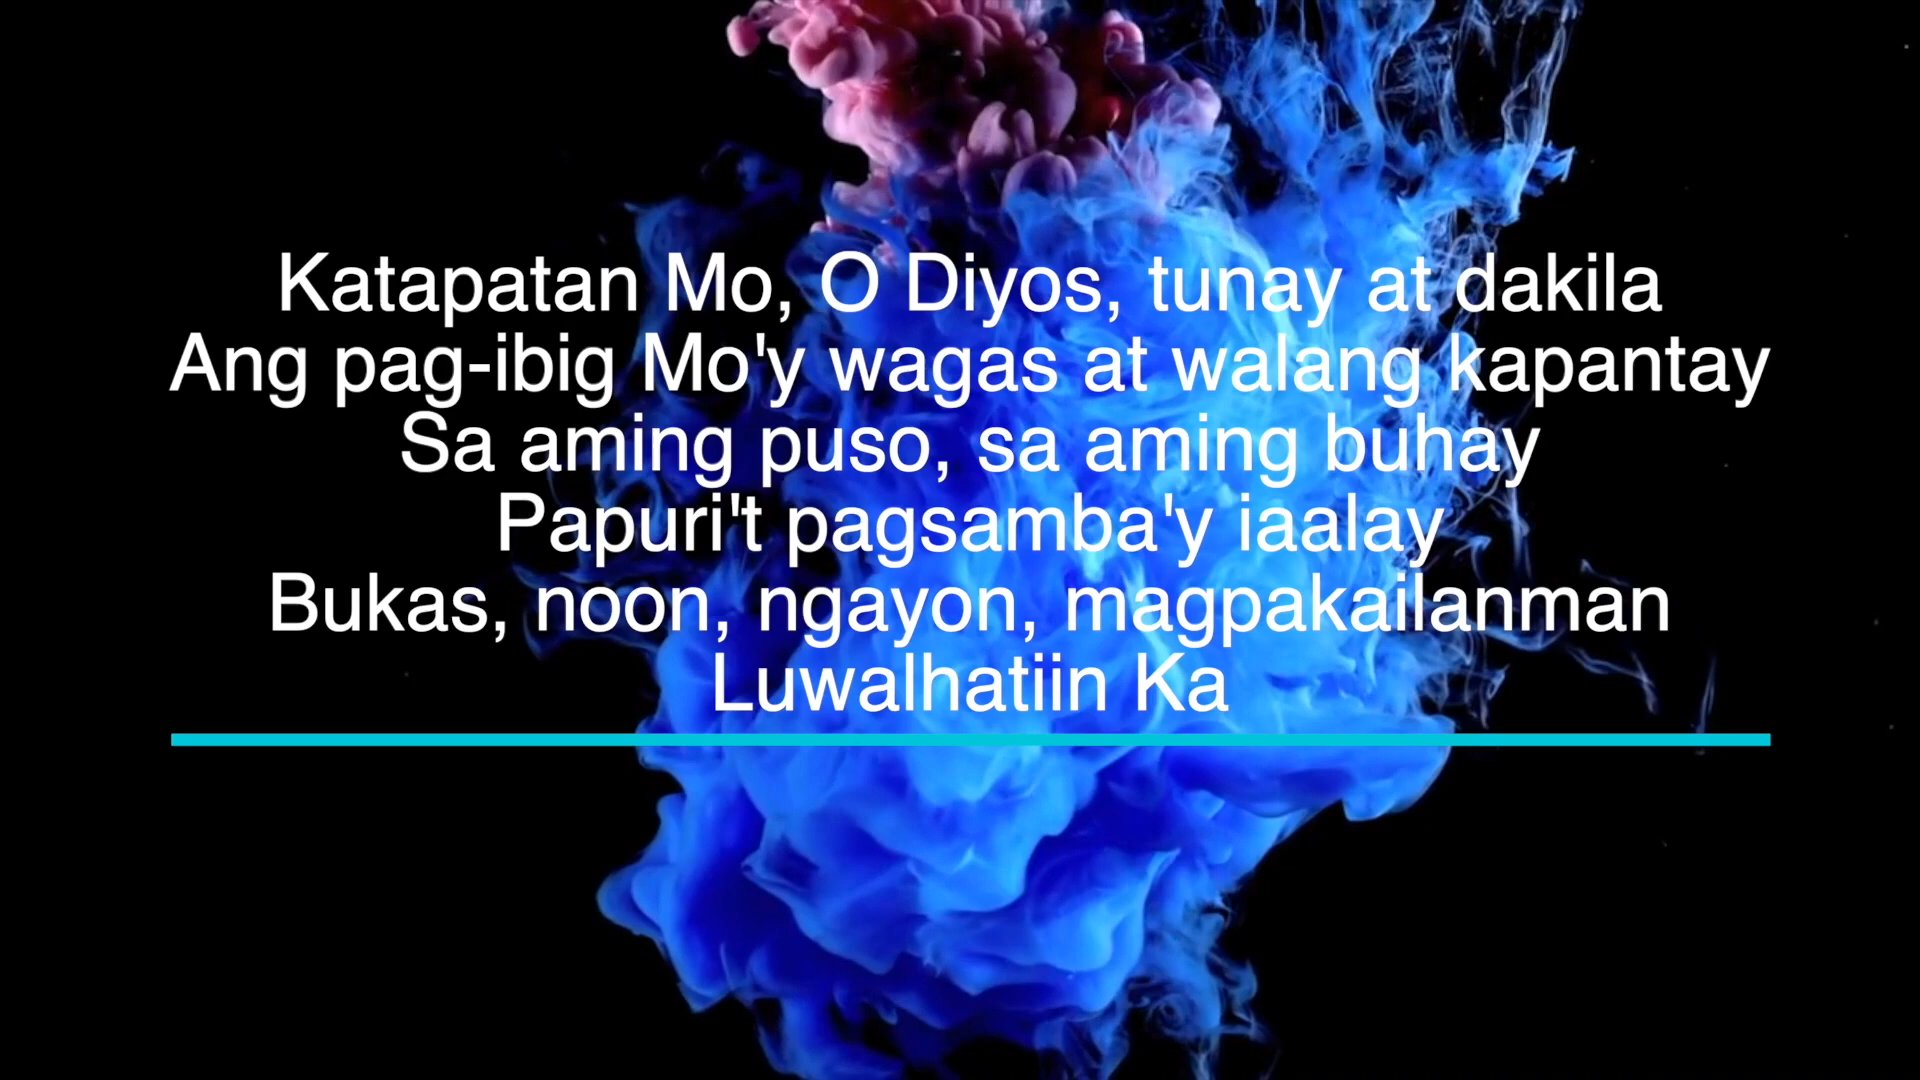 Katapatan Mo, O Diyos, tunay at dakila
Ang pag-ibig Mo'y wagas at walang kapantay
Sa aming puso, sa aming buhay
Papuri't pagsamba'y iaalay
Bukas, noon, ngayon, magpakailanman
Luwalhatiin Ka